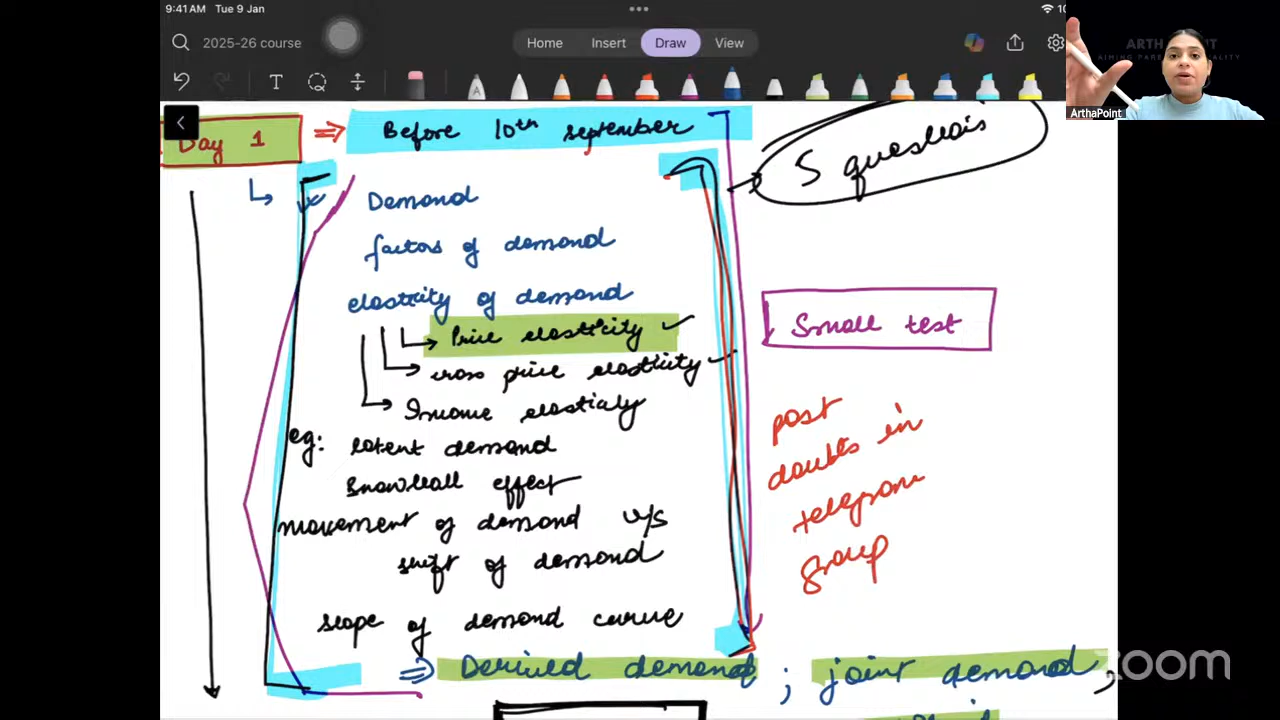 9:41 AM Tue 9 Jan
2025-26 course
Home Insert Draw View
ARTHAPOINT
ArthaPoint
Day 1 ⇒ Before 10th september
5 questions
Demand
factors of demand
elasticity of demand
Price elasticity
cross price elasticity
Income elasticity
Small test
eg: latent demand
snowball effect
movement of demand v/s
shift of demand
slope of demand curve
post
doubts in
telegram
group
⇒ Derived demand ; joint demand,
zoom